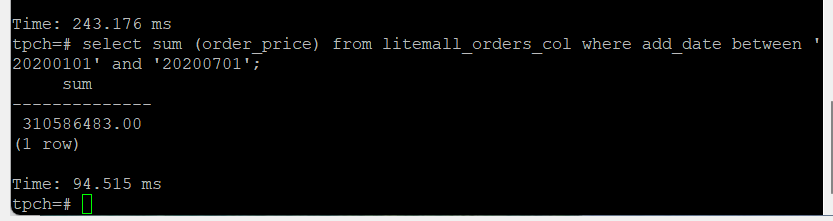 Time: 243.176 ms
tpch=# select sum (order_price) from litemall_orders_col where add_date between '
20200101' and '20200701';
     sum
--------------
 310586483.00
(1 row)

Time: 94.515 ms
tpch=#